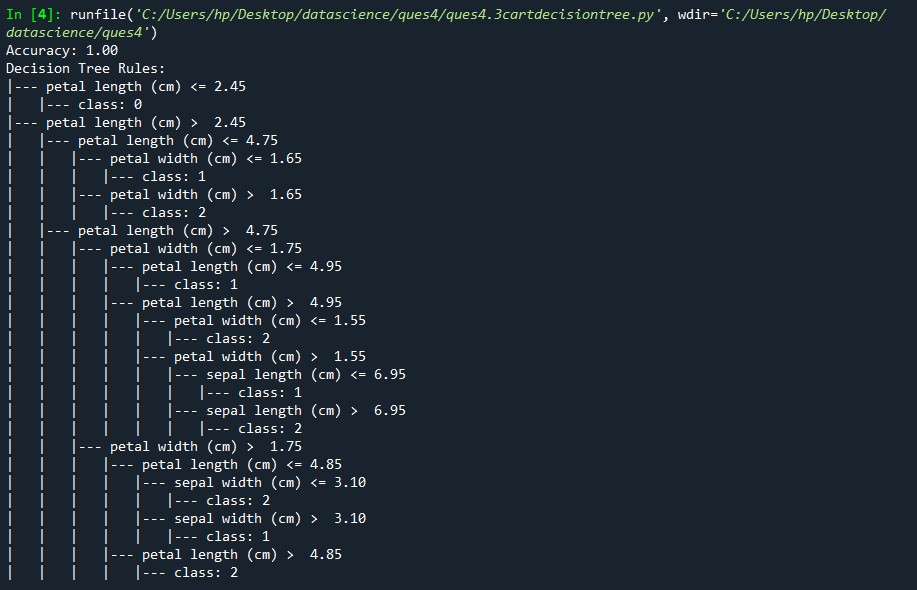 In [4]: runfile('C:/Users/hp/Desktop/datascience/ques4/ques4.3cartdecisiontree.py', wdir='C:/Users/hp/Desktop/
datascience/ques4')
Accuracy: 1.00
Decision Tree Rules:
|--- petal length (cm) <= 2.45
|   |--- class: 0
|--- petal length (cm) >  2.45
|   |--- petal length (cm) <= 4.75
|   |   |--- petal width (cm) <= 1.65
|   |   |   |--- class: 1
|   |   |--- petal width (cm) >  1.65
|   |   |   |--- class: 2
|   |--- petal length (cm) >  4.75
|   |   |--- petal width (cm) <= 1.75
|   |   |   |--- petal length (cm) <= 4.95
|   |   |   |   |--- class: 1
|   |   |   |--- petal length (cm) >  4.95
|   |   |   |   |--- petal width (cm) <= 1.55
|   |   |   |   |   |--- class: 2
|   |   |   |   |--- petal width (cm) >  1.55
|   |   |   |   |   |--- sepal length (cm) <= 6.95
|   |   |   |   |   |   |--- class: 1
|   |   |   |   |   |--- sepal length (cm) >  6.95
|   |   |   |   |   |   |--- class: 2
|   |   |--- petal width (cm) >  1.75
|   |   |   |--- petal length (cm) <= 4.85
|   |   |   |   |--- sepal width (cm) <= 3.10
|   |   |   |   |   |--- class: 2
|   |   |   |   |--- sepal width (cm) >  3.10
|   |   |   |   |   |--- class: 1
|   |   |   |--- petal length (cm) >  4.85
|   |   |   |   |--- class: 2